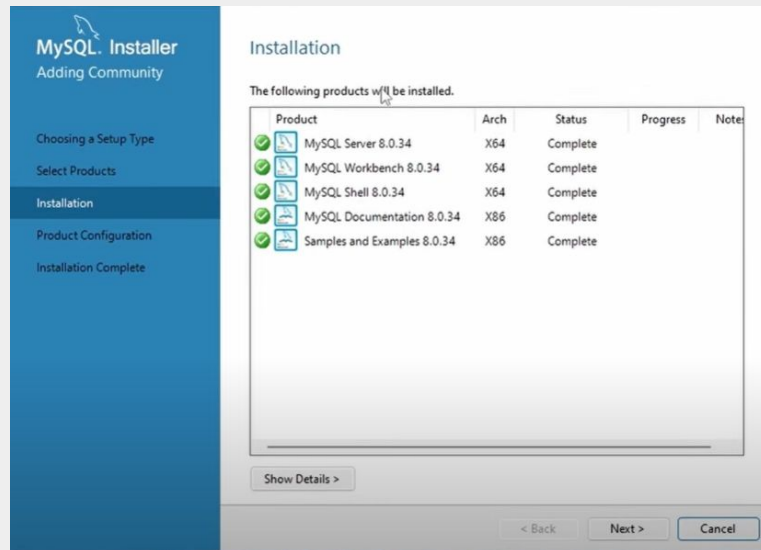 MySQL. Installer
Adding Community
Choosing a Setup Type
Select Products
Installation
Product Configuration
Installation Complete
Installation
The following products will be installed.
Product Arch Status Progress Notes
MySQL Server 8.0.34 X64 Complete
MySQL Workbench 8.0.34 X64 Complete
MySQL Shell 8.0.34 X64 Complete
MySQL Documentation 8.0.34 X86 Complete
Samples and Examples 8.0.34 X86 Complete
Show Details >
< Back Next > Cancel